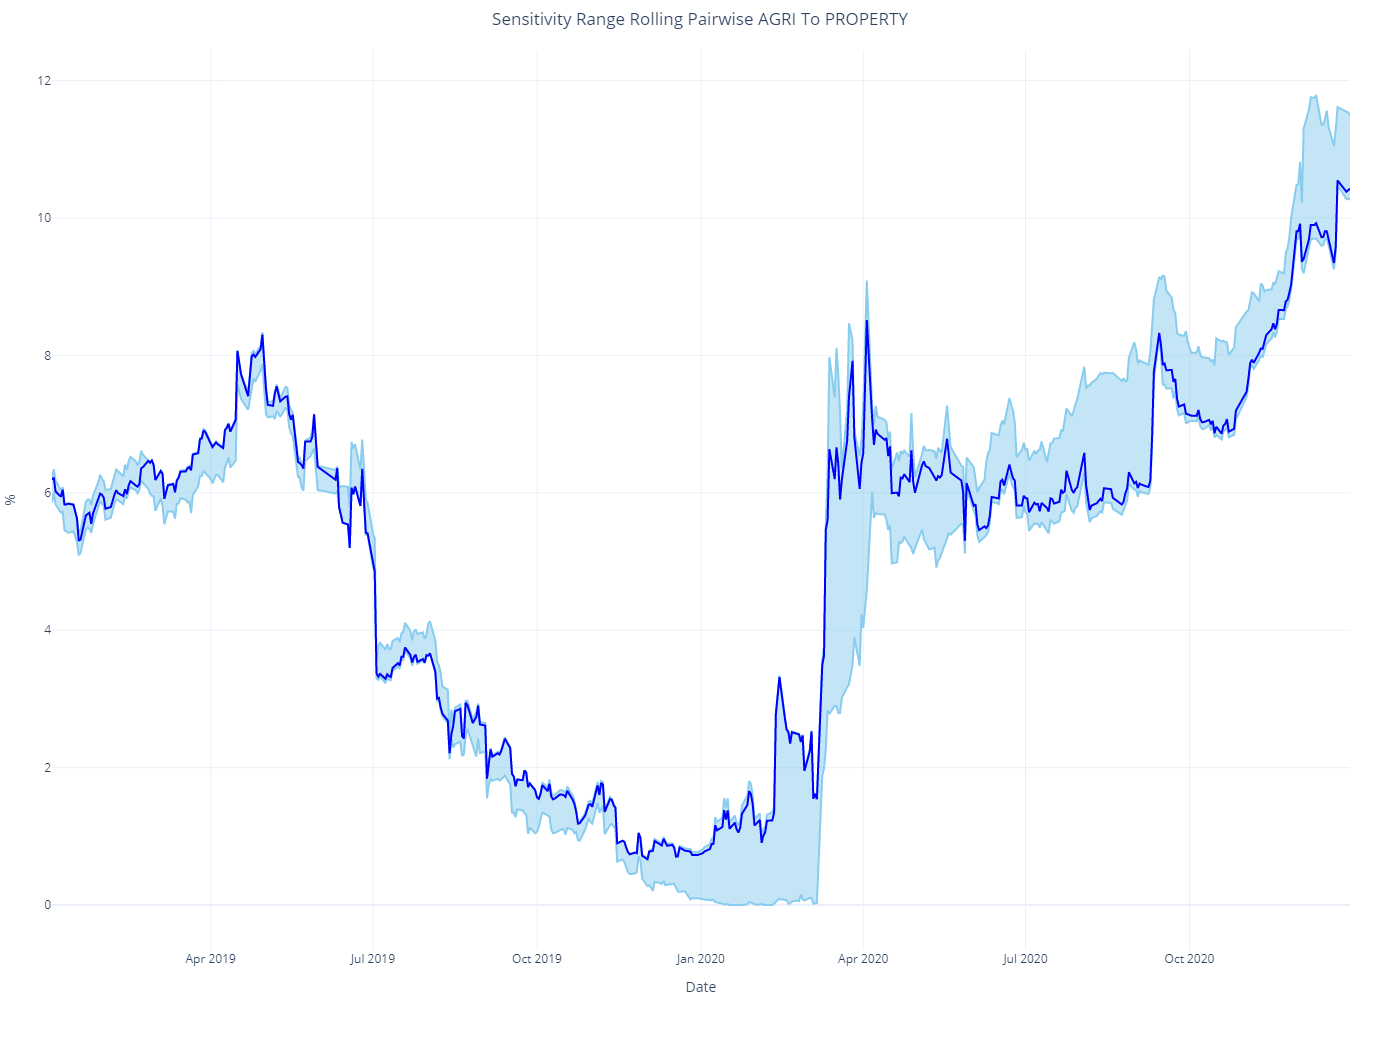 Sensitivity Range Rolling Pairwise AGRI To PROPERTY
12
10
8
6
4
2
0
%
Apr 2019
Jul 2019
Oct 2019
Jan 2020
Apr 2020
Jul 2020
Oct 2020
Date